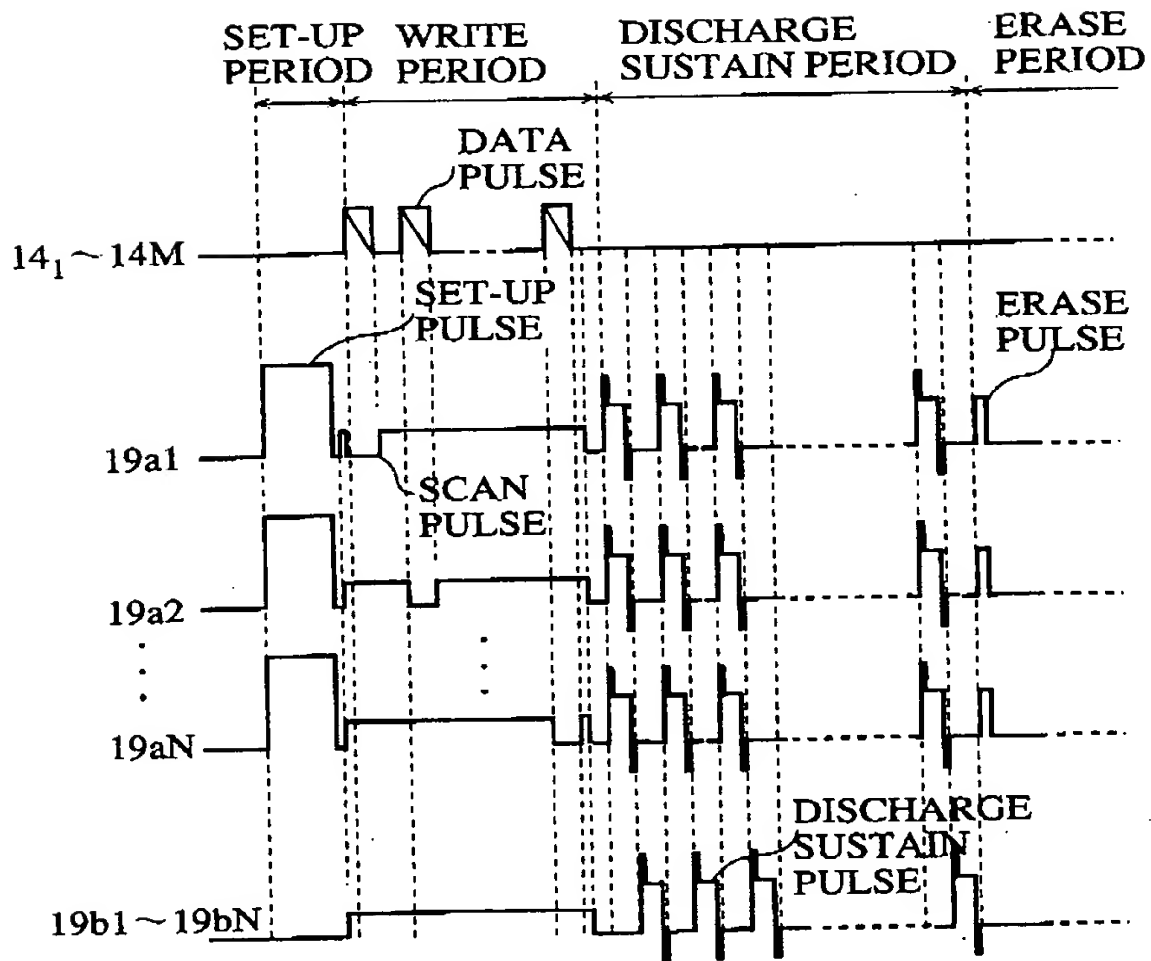 SET-UP
PERIOD
WRITE
PERIOD
DISCHARGE
SUSTAIN PERIOD
ERASE
PERIOD
DATA
PULSE
14₁~14M
SET-UP
PULSE
ERASE
PULSE
19a1
SCAN
PULSE
19a2
19aN
DISCHARGE
SUSTAIN
PULSE
19b1~19bN